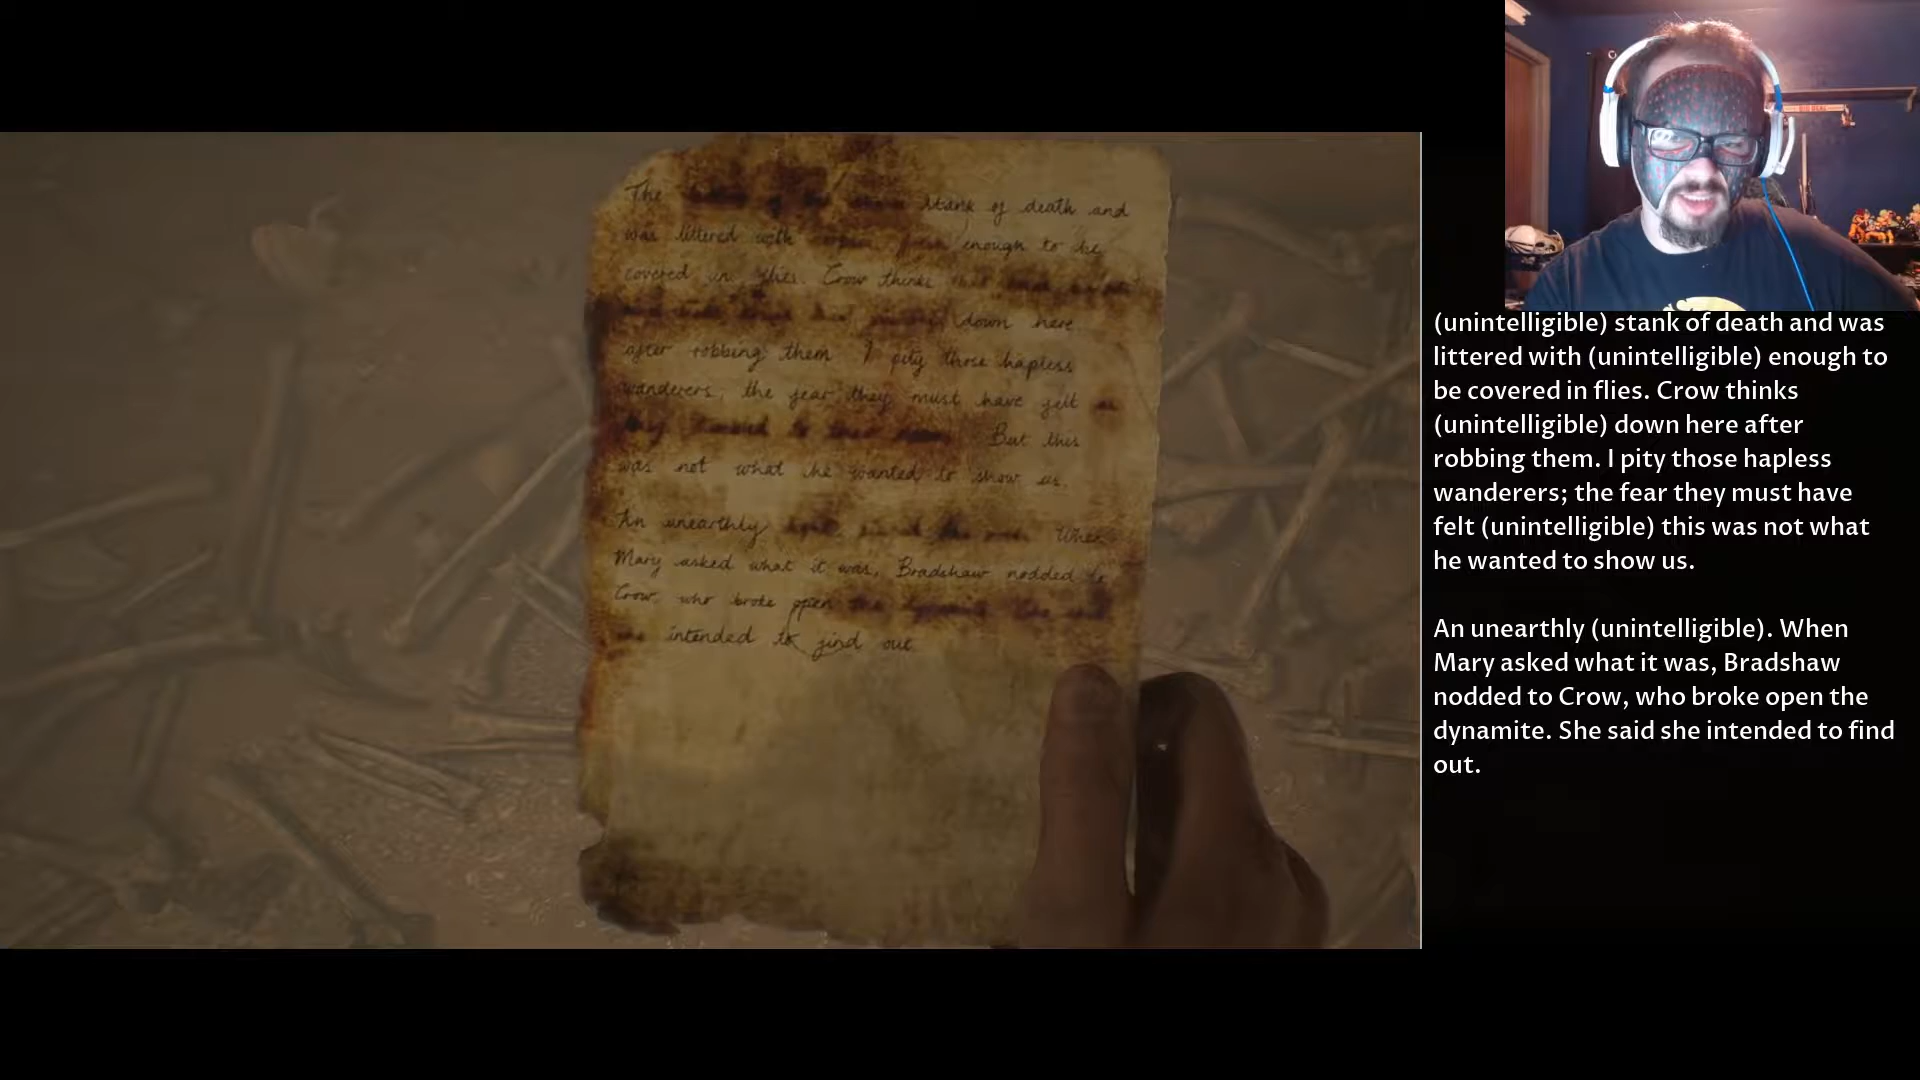 The stank of death and
was littered with enough to be
covered in flies. Crow thinks
down here
after robbing them I pity those hapless
wanderers; the fear they must have felt
But this
was not what he wanted to show us.
An unearthly When
Mary asked what it was, Bradshaw nodded to
Crow, who broke open
intended to find out
(unintelligible) stank of death and was
littered with (unintelligible) enough to
be covered in flies. Crow thinks
(unintelligible) down here after
robbing them. I pity those hapless
wanderers; the fear they must have
felt (unintelligible) this was not what
he wanted to show us.
An unearthly (unintelligible). When
Mary asked what it was, Bradshaw
nodded to Crow, who broke open the
dynamite. She said she intended to find
out.